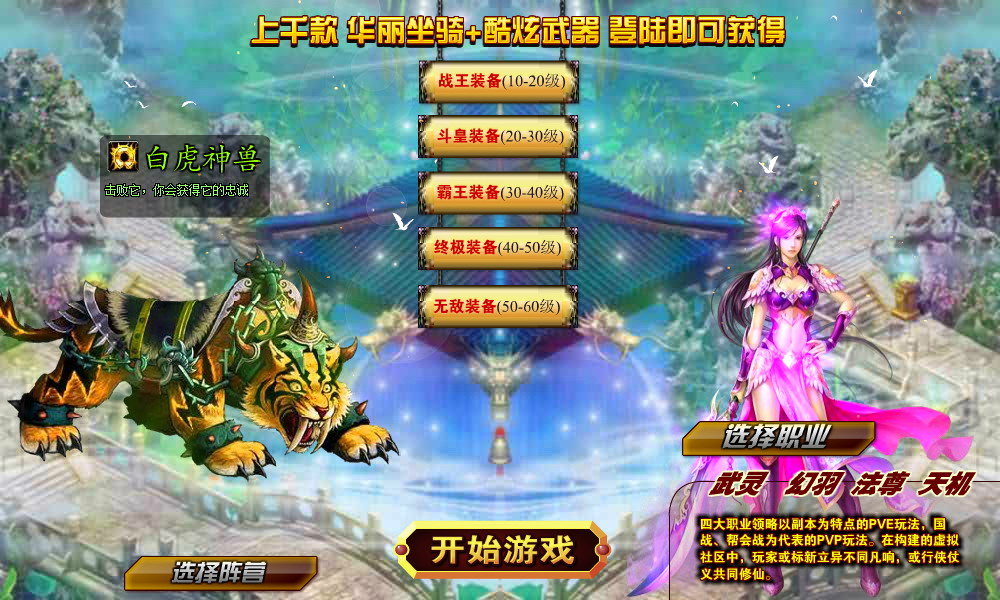 上千款 华丽坐骑+酷炫武器 登陆即可获得
战王装备(10-20级)
斗皇装备(20-30级)
霸王装备(30-40级)
终极装备(40-50级)
无敌装备(50-60级)
白虎神兽
击败它，你会获得它的忠诚
选择职业
武灵 幻羽 法尊 天机
四大职业领略以副本为特点的PVE玩法，国
战、帮会战为代表的PVP玩法。在构建的虚拟
社区中，玩家或标新立异不同凡响，或行侠仗
义共同修仙。
开始游戏
选择阵营